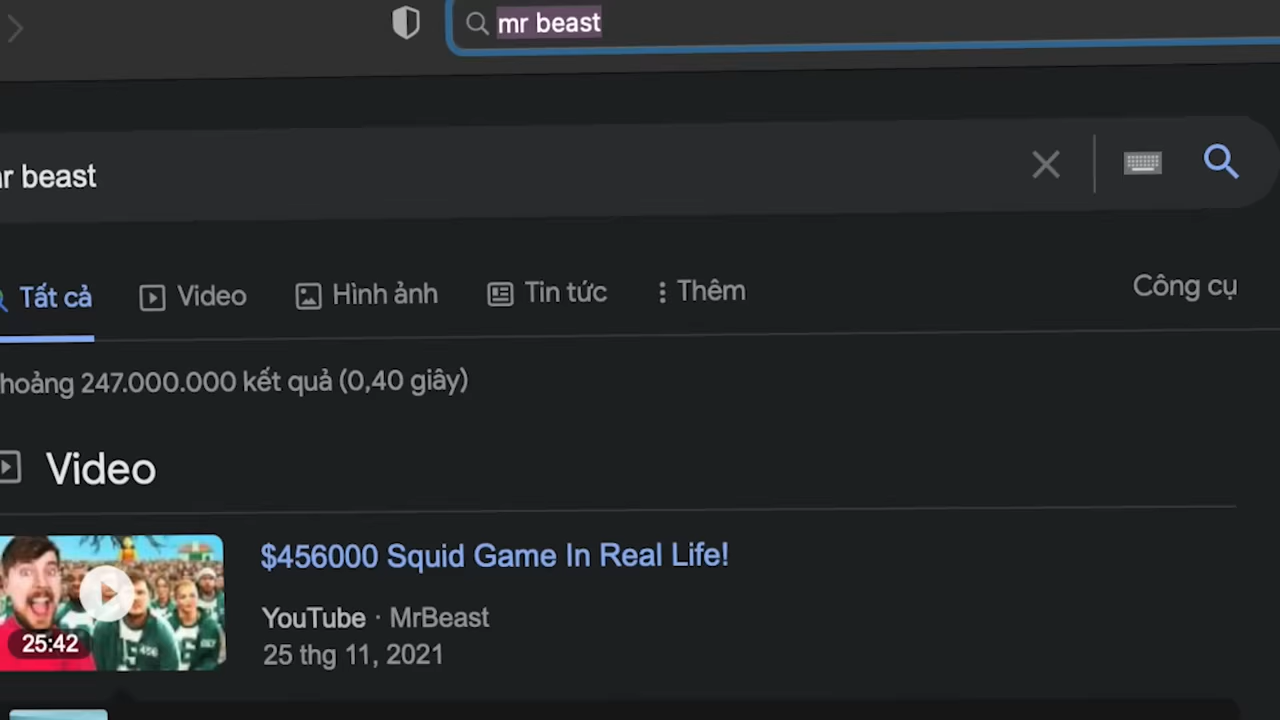 mr beast
r beast
Tất cả Video Hình ảnh Tin tức Thêm Công cụ
hoảng 247.000.000 kết quả (0,40 giây)
Video
$456000 Squid Game In Real Life!
YouTube · MrBeast
25:42
25 thg 11, 2021